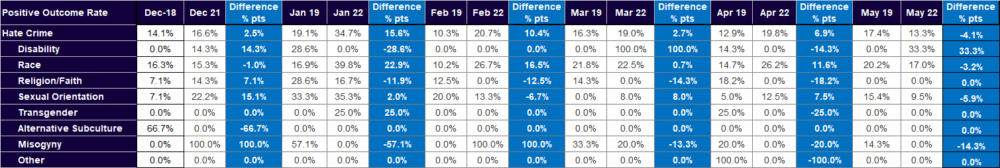 Positive Outcome Rate Dec-18 Dec 21 Difference % pts Jan 19 Jan 22 Difference % pts Feb 19 Feb 22 Difference % pts Mar 19 Mar 22 Difference % pts Apr 19 Apr 22 Difference % pts May 19 May 22 Difference % pts
Hate Crime 14.1% 16.6% 2.5% 19.1% 34.7% 15.6% 10.3% 20.7% 10.4% 16.3% 19.0% 2.7% 12.9% 19.8% 6.9% 17.4% 13.3% -4.1%
Disability 0.0% 14.3% 14.3% 28.6% 0.0% -28.6% 0.0% 0.0% 0.0% 0.0% 100.0% 100.0% 14.3% 0.0% -14.3% 0.0% 33.3% 33.3%
Race 16.3% 15.3% -1.0% 16.9% 39.8% 22.9% 10.2% 26.7% 16.5% 21.8% 22.5% 0.7% 14.7% 26.2% 11.6% 20.2% 17.0% -3.2%
Religion/Faith 7.1% 14.3% 7.1% 28.6% 16.7% -11.9% 12.5% 0.0% -12.5% 14.3% 0.0% -14.3% 18.2% 0.0% -18.2% 0.0% 0.0% 0.0%
Sexual Orientation 7.1% 22.2% 15.1% 33.3% 35.3% 2.0% 20.0% 13.3% -6.7% 0.0% 8.0% 8.0% 5.0% 12.5% 7.5% 15.4% 9.5% -5.9%
Transgender 0.0% 0.0% 0.0% 0.0% 25.0% 25.0% 0.0% 0.0% 0.0% 0.0% 0.0% 0.0% 25.0% 0.0% -25.0% 0.0% 0.0% 0.0%
Alternative Subculture 66.7% 0.0% -66.7% 0.0% 0.0% 0.0% 0.0% 0.0% 0.0% 0.0% 0.0% 0.0% 0.0% 0.0% 0.0% 0.0% 0.0% 0.0%
Misogyny 0.0% 100.0% 100.0% 57.1% 0.0% -57.1% 0.0% 100.0% 100.0% 33.3% 20.0% -13.3% 20.0% 0.0% -20.0% 14.3% 0.0% -14.3%
Other 0.0% 0.0% 0.0% 0.0% 0.0% 0.0% 0.0% 0.0% 0.0% 0.0% 0.0% 0.0% 100.0% 0.0% -100.0% 0.0% 0.0% 0.0%